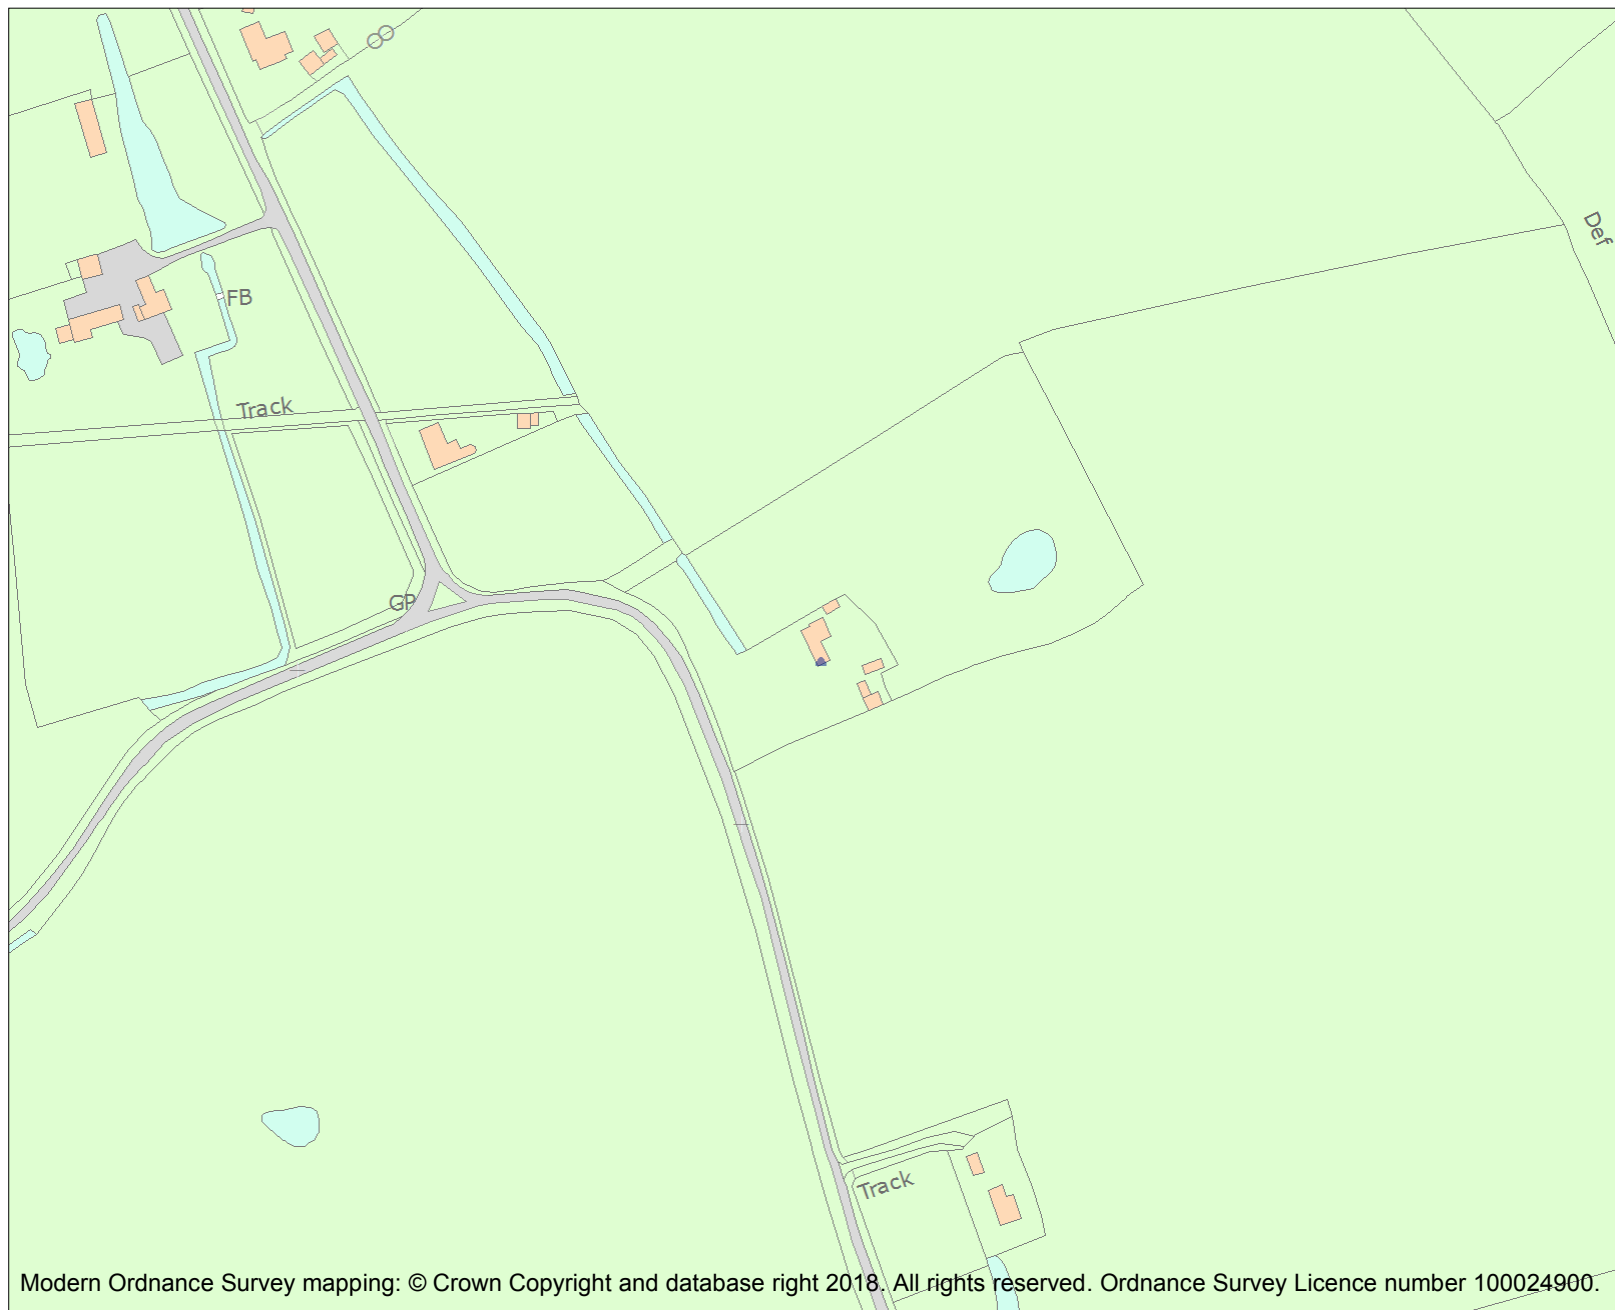 Def
FB
Track
GP
Track
Modern Ordnance Survey mapping: © Crown Copyright and database right 2018. All rights reserved. Ordnance Survey Licence number 100024900.